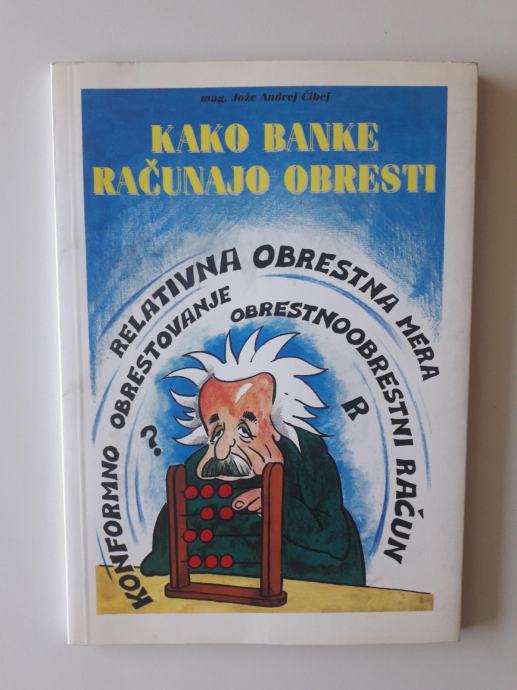 mag. Jože Andrej Čibej
KAKO BANKE
RAČUNAJO OBRESTI
RELATIVNA OBRESTNA MERA
KONFORMNO OBRESTOVANJE
OBRESTNOOBRESTNI RAČUN
?
R